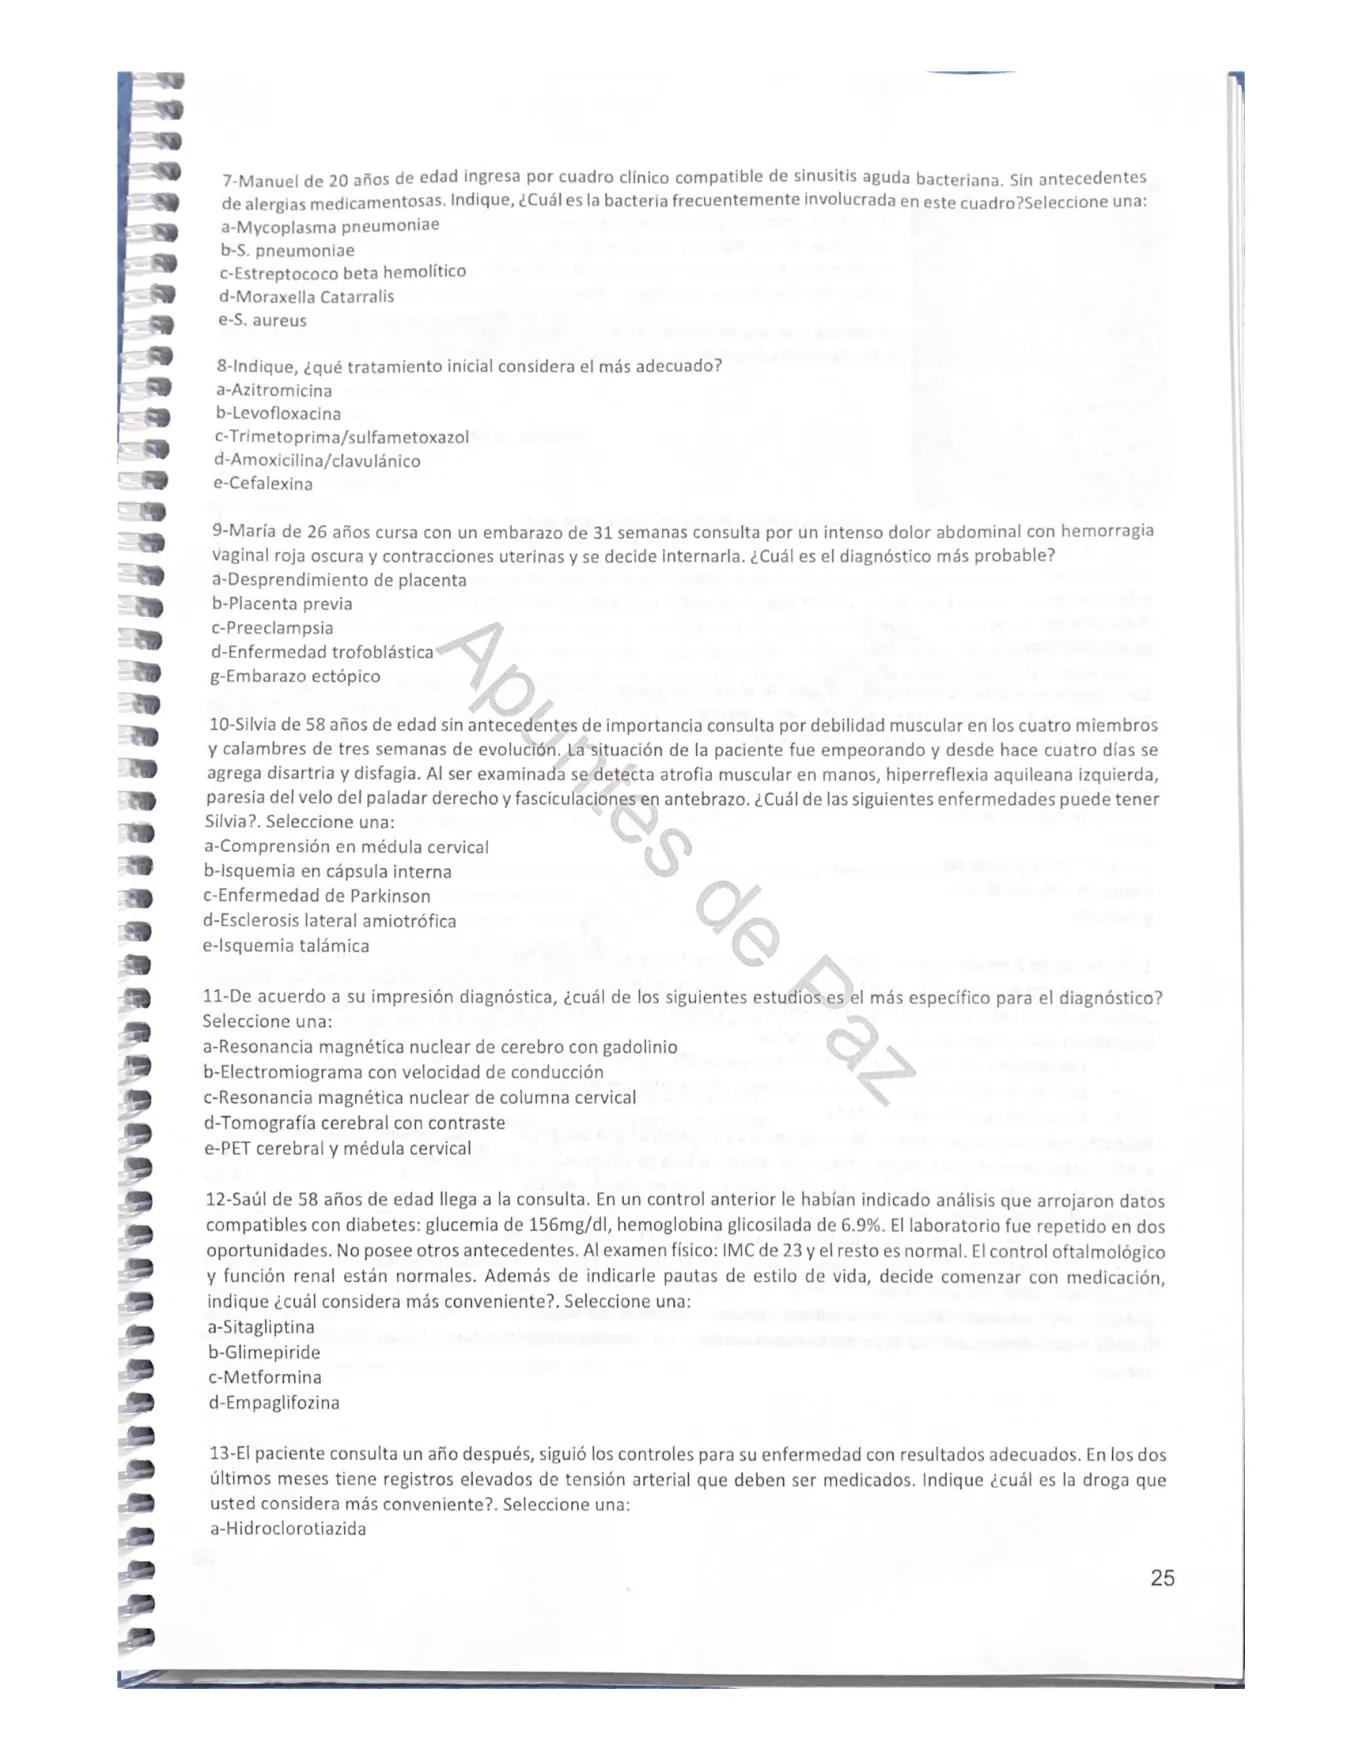 7-Manuel de 20 años de edad ingresa por cuadro clínico compatible de sinusitis aguda bacteriana. Sin antecedentes
de alergias medicamentosas. Indique, ¿Cuál es la bacteria frecuentemente involucrada en este cuadro?Seleccione una:
a-Mycoplasma pneumoniae
b-S. pneumoniae
c-Estreptococo beta hemolítico
d-Moraxella Catarralis
e-S. aureus
8-Indique, ¿qué tratamiento inicial considera el más adecuado?
a-Azitromicina
b-Levofloxacina
c-Trimetoprima/sulfametoxazol
d-Amoxicilina/clavulánico
e-Cefalexina
9-María de 26 años cursa con un embarazo de 31 semanas consulta por un intenso dolor abdominal con hemorragia
vaginal roja oscura y contracciones uterinas y se decide internarla. ¿Cuál es el diagnóstico más probable?
a-Desprendimiento de placenta
b-Placenta previa
c-Preeclampsia
d-Enfermedad trofoblástica
g-Embarazo ectópico
10-Silvia de 58 años de edad sin antecedentes de importancia consulta por debilidad muscular en los cuatro miembros
y calambres de tres semanas de evolución. La situación de la paciente fue empeorando y desde hace cuatro días se
agrega disartria y disfagia. Al ser examinada se detecta atrofia muscular en manos, hiperreflexia aquileana izquierda,
paresia del velo del paladar derecho y fasciculaciones en antebrazo. ¿Cuál de las siguientes enfermedades puede tener
Silvia?. Seleccione una:
a-Comprensión en médula cervical
b-Isquemia en cápsula interna
c-Enfermedad de Parkinson
d-Esclerosis lateral amiotrófica
e-Isquemia talámica
Apuntes de Paz
11-De acuerdo a su impresión diagnóstica, ¿cuál de los siguientes estudios es el más específico para el diagnóstico?
Seleccione una:
a-Resonancia magnética nuclear de cerebro con gadolinio
b-Electromiograma con velocidad de conducción
c-Resonancia magnética nuclear de columna cervical
d-Tomografía cerebral con contraste
e-PET cerebral y médula cervical
12-Saúl de 58 años de edad llega a la consulta. En un control anterior le habían indicado análisis que arrojaron datos
compatibles con diabetes: glucemia de 156mg/dl, hemoglobina glicosilada de 6.9%. El laboratorio fue repetido en dos
oportunidades. No posee otros antecedentes. Al examen físico: IMC de 23 y el resto es normal. El control oftalmológico
y función renal están normales. Además de indicarle pautas de estilo de vida, decide comenzar con medicación,
indique ¿cuál considera más conveniente?. Seleccione una:
a-Sitagliptina
b-Glimepiride
c-Metformina
d-Empaglifozina
13-El paciente consulta un año después, siguió los controles para su enfermedad con resultados adecuados. En los dos
últimos meses tiene registros elevados de tensión arterial que deben ser medicados. Indique ¿cuál es la droga que
usted considera más conveniente?. Seleccione una:
a-Hidroclorotiazida
25